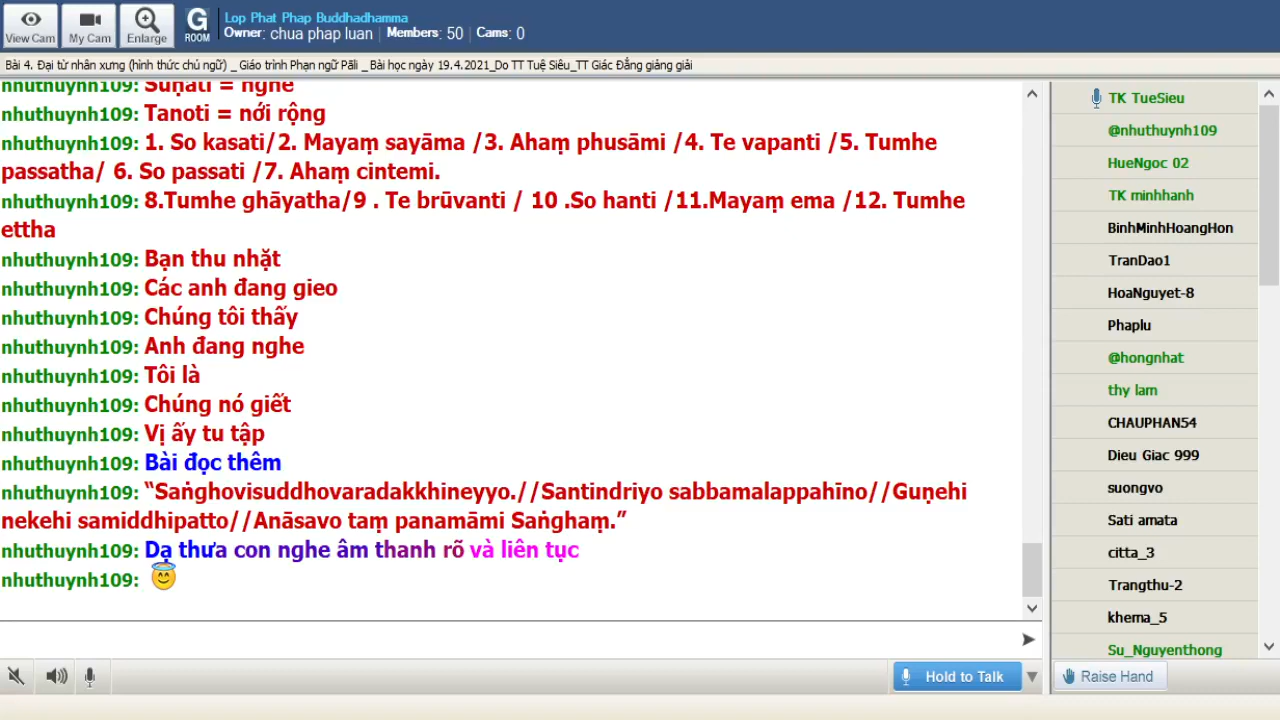 View Cam
My Cam
Enlarge
G
ROOM
Lop Phat Phap Buddhadhamma
Owner: chua phap luan | Members: 50 | Cams: 0
Bài 4. Đại từ nhân xưng (hình thức chủ ngữ) _ Giáo trình Phạn ngữ Pāli _ Bài học ngày 19.4.2021_Do TT Tuệ Siêu_TT Giác Đẳng giảng giải
nhuthuynh109: Suṇāti = nghe
nhuthuynh109: Tanoti = nới rộng
nhuthuynh109: 1. So kasati/2. Mayaṃ sayāma /3. Ahaṃ phusāmi /4. Te vapanti /5. Tumhe
passatha/ 6. So passati /7. Ahaṃ cintemi.
nhuthuynh109: 8.Tumhe ghāyatha/9 . Te brūvanti / 10 .So hanti /11.Mayaṃ ema /12. Tumhe
ettha
nhuthuynh109: Bạn thu nhặt
nhuthuynh109: Các anh đang gieo
nhuthuynh109: Chúng tôi thấy
nhuthuynh109: Anh đang nghe
nhuthuynh109: Tôi là
nhuthuynh109: Chúng nó giết
nhuthuynh109: Vị ấy tu tập
nhuthuynh109: Bài đọc thêm
nhuthuynh109: “Saṅghovisuddhovaradakkhineyyo.//Santindriyo sabbamalappahīno//Guṇehi
nekehi samiddhipatto//Anāsavo taṃ panamāmi Saṅghaṃ.”
nhuthuynh109: Dạ thưa con nghe âm thanh rõ và liên tục
nhuthuynh109:
TK TueSieu
@nhuthuynh109
HueNgoc 02
TK minhhanh
BinhMinhHoangHon
TranDao1
HoaNguyet-8
Phaplu
@hongnhat
thy lam
CHAUPHAN54
Dieu Giac 999
suongvo
Sati amata
citta_3
Trangthu-2
khema_5
Su_Nguyenthong
Hold to Talk
Raise Hand